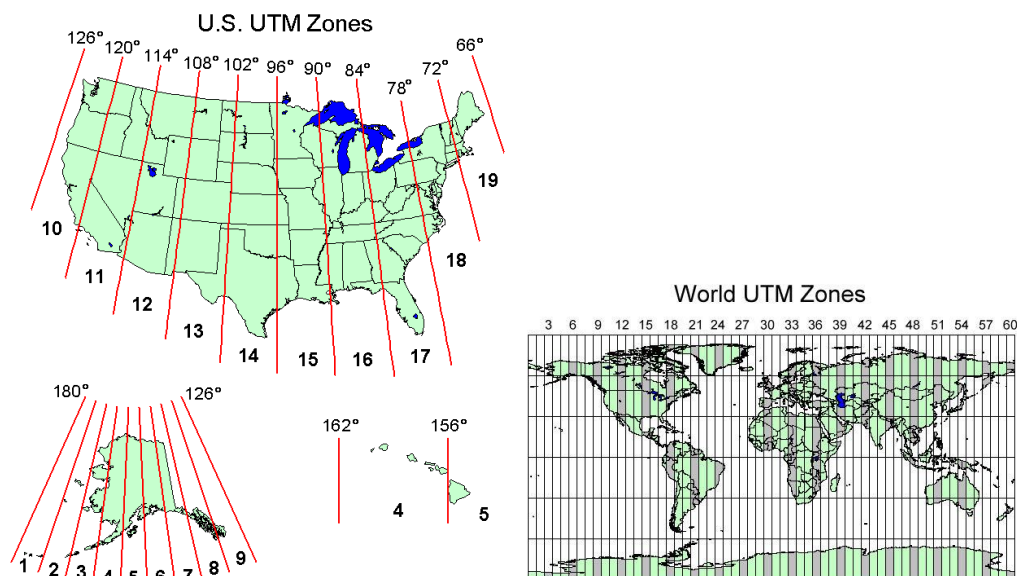 U.S. UTM Zones
126° 120° 114° 108° 102° 96° 90° 84° 78° 72° 66°
10 11 12 13 14 15 16 17 18 19
180° 126°
1 2 3 4 5 6 7 8 9
162° 156°
4 5
World UTM Zones
3 6 9 12 15 18 21 24 27 30 33 36 39 42 45 48 51 54 57 60